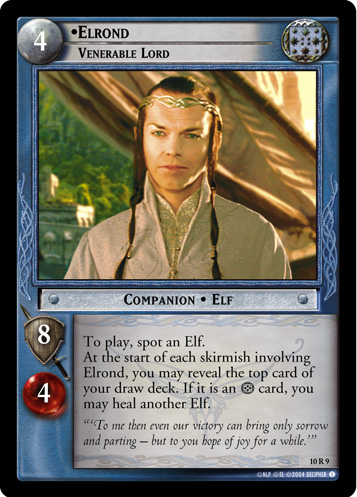 4
•Elrond
Venerable Lord
Companion • Elf
8
4
To play, spot an Elf.
At the start of each skirmish involving
Elrond, you may reveal the top card of
your draw deck. If it is an card, you
may heal another Elf.
“‘To me then even our victory can bring only sorrow
and parting – but to you hope of joy for a while.’”
10 R 9
©NLP ©TE ©2004 DECIPHER